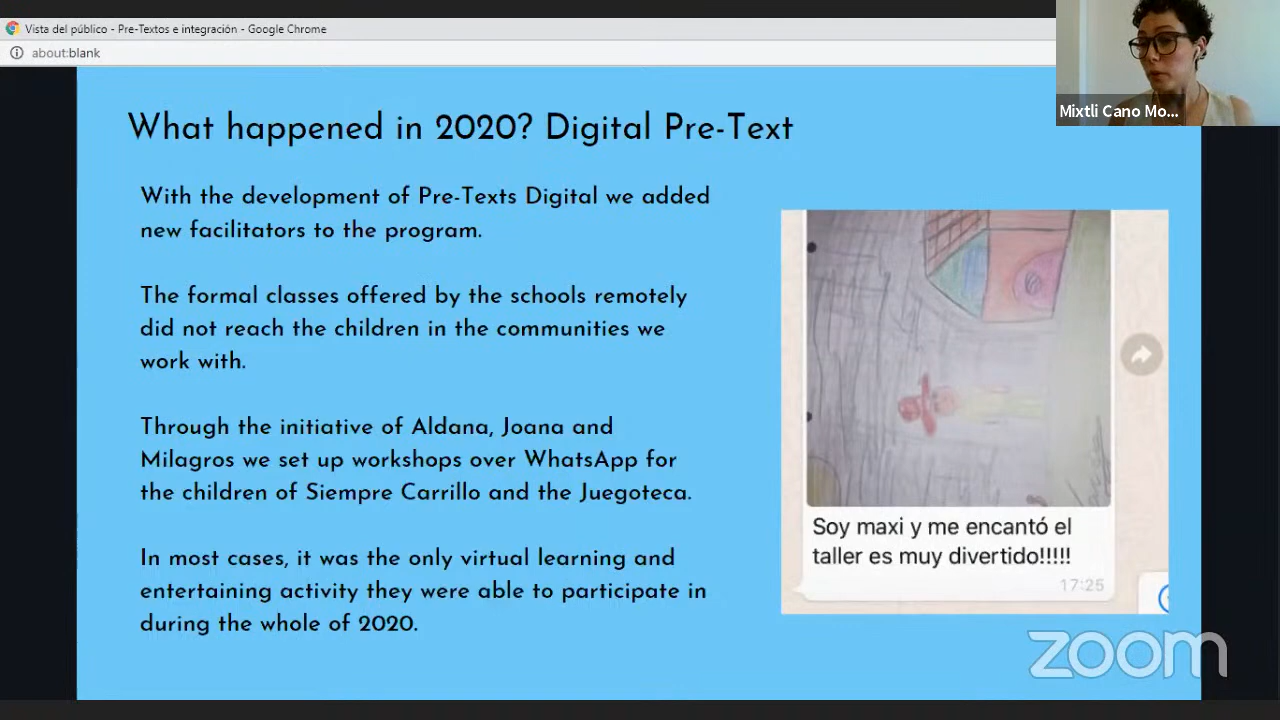 Vista del público - Pre-Textos e integración - Google Chrome
about:blank
Mixtli Cano Mo...
What happened in 2020? Digital Pre-Text
With the development of Pre-Texts Digital we added
new facilitators to the program.
The formal classes offered by the schools remotely
did not reach the children in the communities we
work with.
Through the initiative of Aldana, Joana and
Milagros we set up workshops over WhatsApp for
the children of Siempre Carrillo and the Juegoteca.
In most cases, it was the only virtual learning and
entertaining activity they were able to participate in
during the whole of 2020.
Soy maxi y me encantó el
taller es muy divertido!!!!!
17:25
zoom